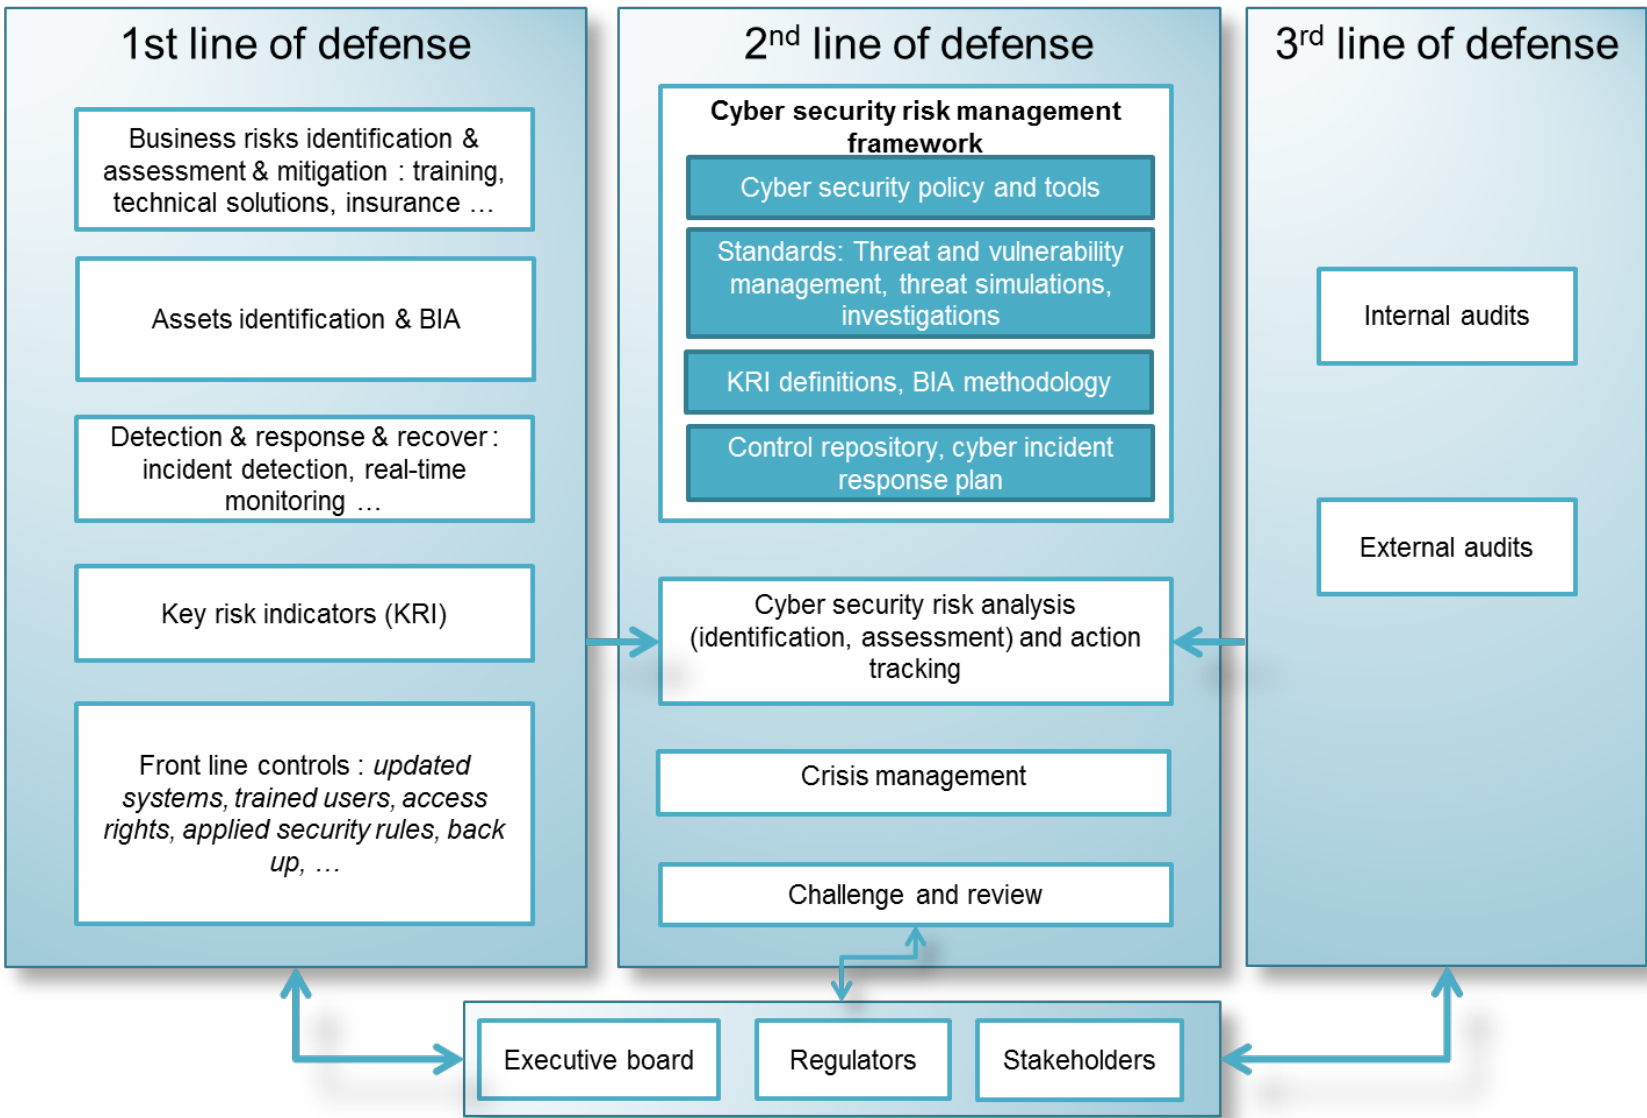 1st line of defense
Business risks identification &
assessment & mitigation : training,
technical solutions, insurance …
Assets identification & BIA
Detection & response & recover :
incident detection, real-time
monitoring …
Key risk indicators (KRI)
Front line controls : updated
systems, trained users, access
rights, applied security rules, back
up, …
2nd line of defense
Cyber security risk management
framework
Cyber security policy and tools
Standards: Threat and vulnerability
management, threat simulations,
investigations
KRI definitions, BIA methodology
Control repository, cyber incident
response plan
Cyber security risk analysis
(identification, assessment) and action
tracking
Crisis management
Challenge and review
3rd line of defense
Internal audits
External audits
Executive board
Regulators
Stakeholders